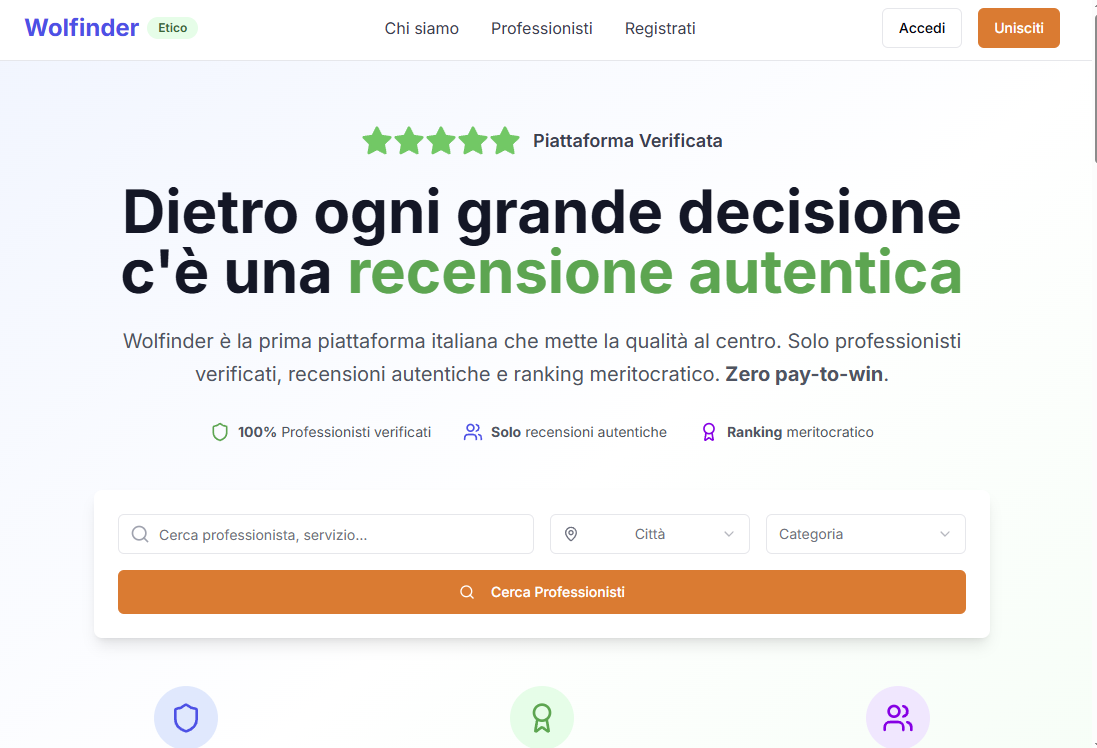 Wolfinder Etico Chi siamo Professionisti Registrati Accedi Unisciti
Piattaforma Verificata
Dietro ogni grande decisione
c'è una recensione autentica
Wolfinder è la prima piattaforma italiana che mette la qualità al centro. Solo professionisti
verificati, recensioni autentiche e ranking meritocratico. Zero pay-to-win.
100% Professionisti verificati Solo recensioni autentiche Ranking meritocratico
Cerca professionista, servizio... Città Categoria
Cerca Professionisti